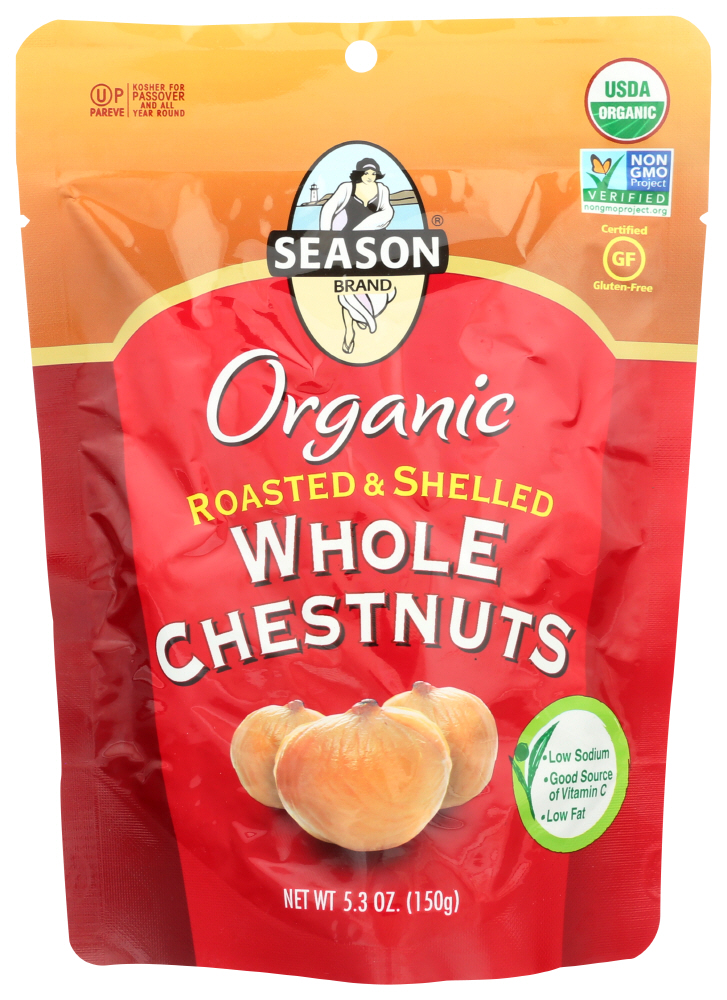 U P
PAREVE
KOSHER FOR
PASSOVER
AND ALL
YEAR ROUND
USDA
ORGANIC
NON
GMO
Project
VERIFIED
nongmoproject.org
Certified
GF
Gluten-Free
SEASON®
BRAND
Organic
ROASTED & SHELLED
WHOLE
CHESTNUTS
•Low Sodium
•Good Source
of Vitamin C
•Low Fat
NET WT 5.3 OZ. (150g)